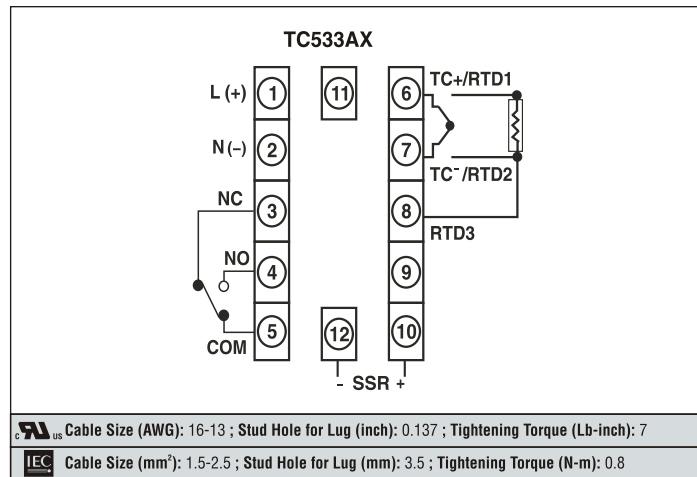 TC533AX
L (+) 1 11 6 TC+/RTD1
N (–) 2 7 TC⁻/RTD2
NC 3 8 RTD3
NO 4 9
COM 5 12 10
- SSR +
c RU us Cable Size (AWG): 16-13 ; Stud Hole for Lug (inch): 0.137 ; Tightening Torque (Lb-inch): 7
IEC Cable Size (mm²): 1.5-2.5 ; Stud Hole for Lug (mm): 3.5 ; Tightening Torque (N-m): 0.8